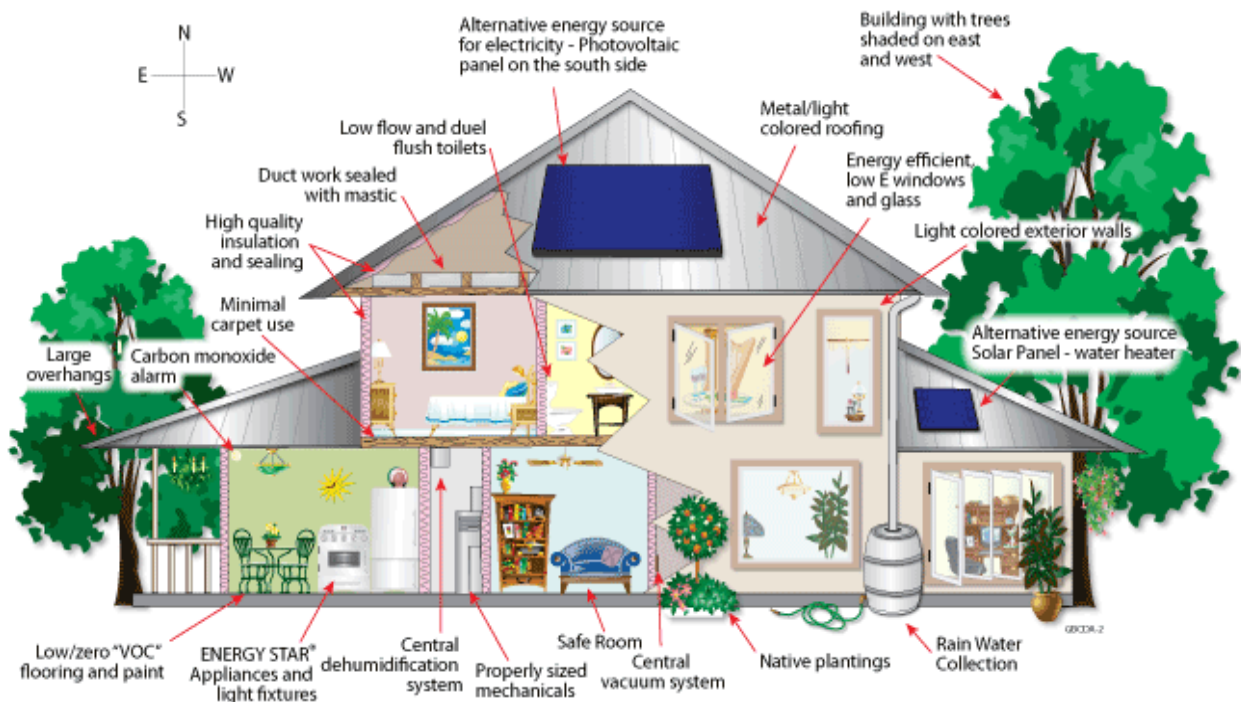 N
E
W
S
Alternative energy source
for electricity - Photovoltaic
panel on the south side
Building with trees
shaded on east
and west
Low flow and duel
flush toilets
Metal/light
colored roofing
Duct work sealed
with mastic
Energy efficient,
low E windows
and glass
High quality
insulation
and sealing
Light colored exterior walls
Minimal
carpet use
Alternative energy source
Solar Panel - water heater
Large
overhangs
Carbon monoxide
alarm
GBCDR-2
Low/zero "VOC"
flooring and paint
ENERGY STAR®
Appliances and
light fixtures
Central
dehumidification
system
Properly sized
mechanicals
Safe Room
Central
vacuum system
Native plantings
Rain Water
Collection